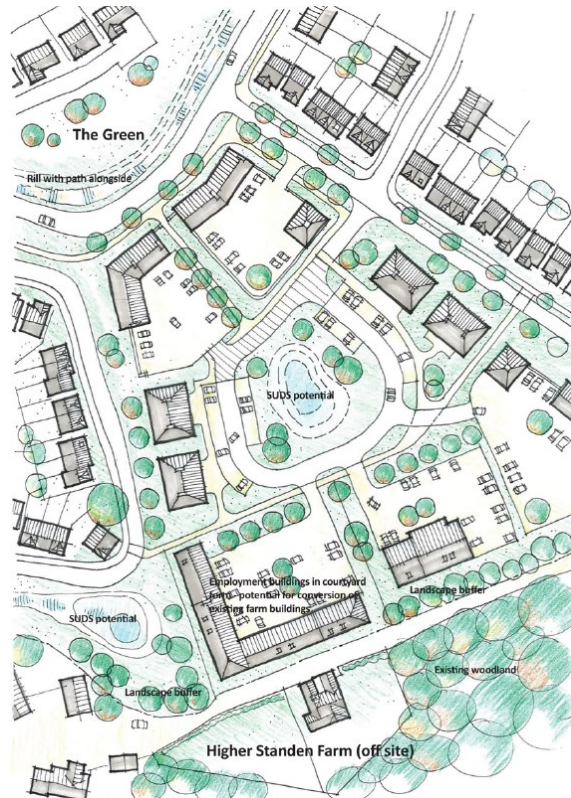 The Green
Rill with path alongside
SUDS potential
Employment buildings in courtyard
form - potential for conversion of
existing farm buildings
Landscape buffer
SUDS potential
Existing woodland
Landscape buffer
Higher Standen Farm (off site)